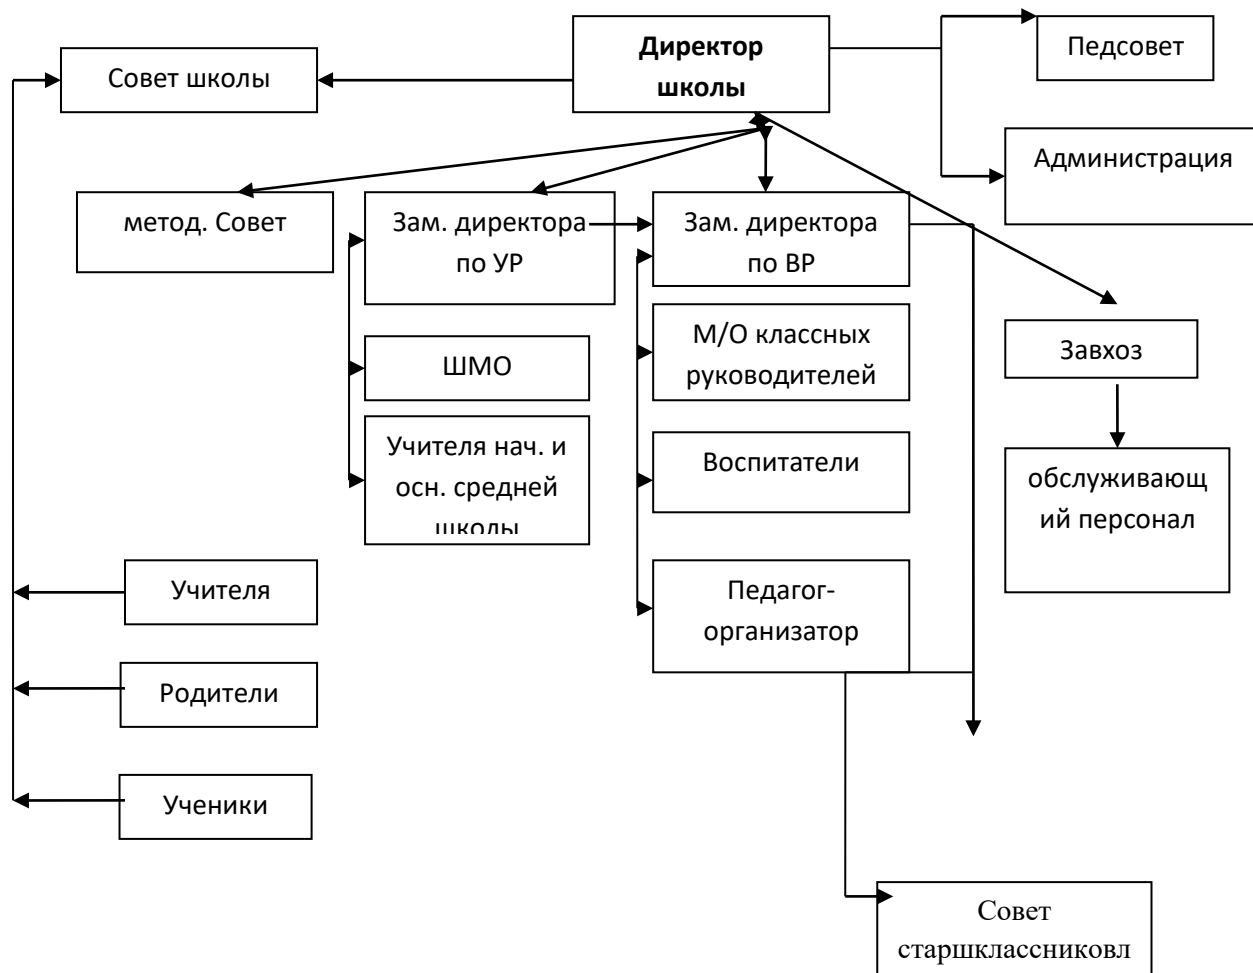 Директор
школы
Педсовет
Совет школы
Администрация
метод. Совет
Зам. директора
по УР
Зам. директора
по ВР
М/О классных
руководителей
Завхоз
ШМО
Учителя нач. и
осн. средней
школы
Воспитатели
обслуживающ
ий персонал
Учителя
Педагог-
организатор
Родители
Ученики
Совет
старшклассниковл